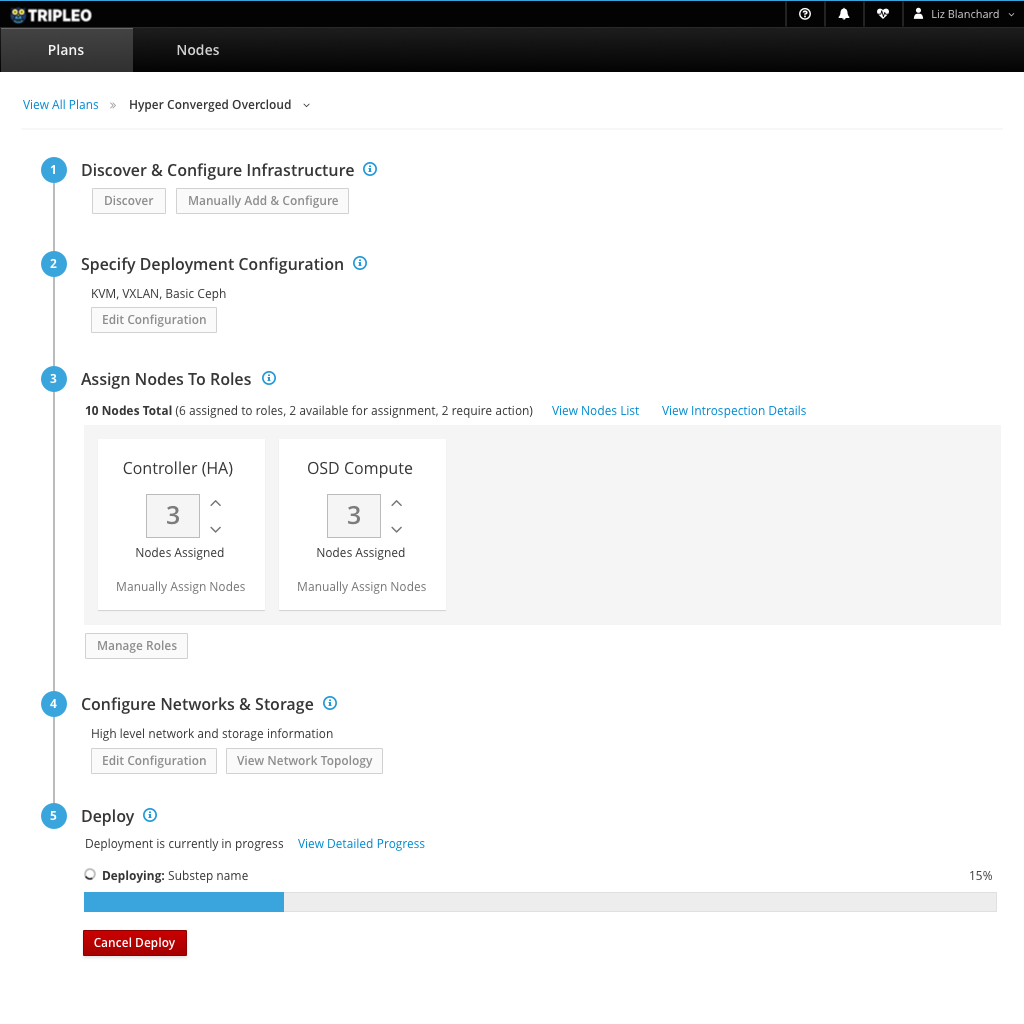 TRIPLEO
Liz Blanchard
Plans
Nodes
View All Plans » Hyper Converged Overcloud
1 Discover & Configure Infrastructure
Discover
Manually Add & Configure
2 Specify Deployment Configuration
KVM, VXLAN, Basic Ceph
Edit Configuration
3 Assign Nodes To Roles
10 Nodes Total (6 assigned to roles, 2 available for assignment, 2 require action) View Nodes List View Introspection Details
Controller (HA)
3
Nodes Assigned
Manually Assign Nodes
OSD Compute
3
Nodes Assigned
Manually Assign Nodes
Manage Roles
4 Configure Networks & Storage
High level network and storage information
Edit Configuration
View Network Topology
5 Deploy
Deployment is currently in progress View Detailed Progress
Deploying: Substep name 15%
Cancel Deploy